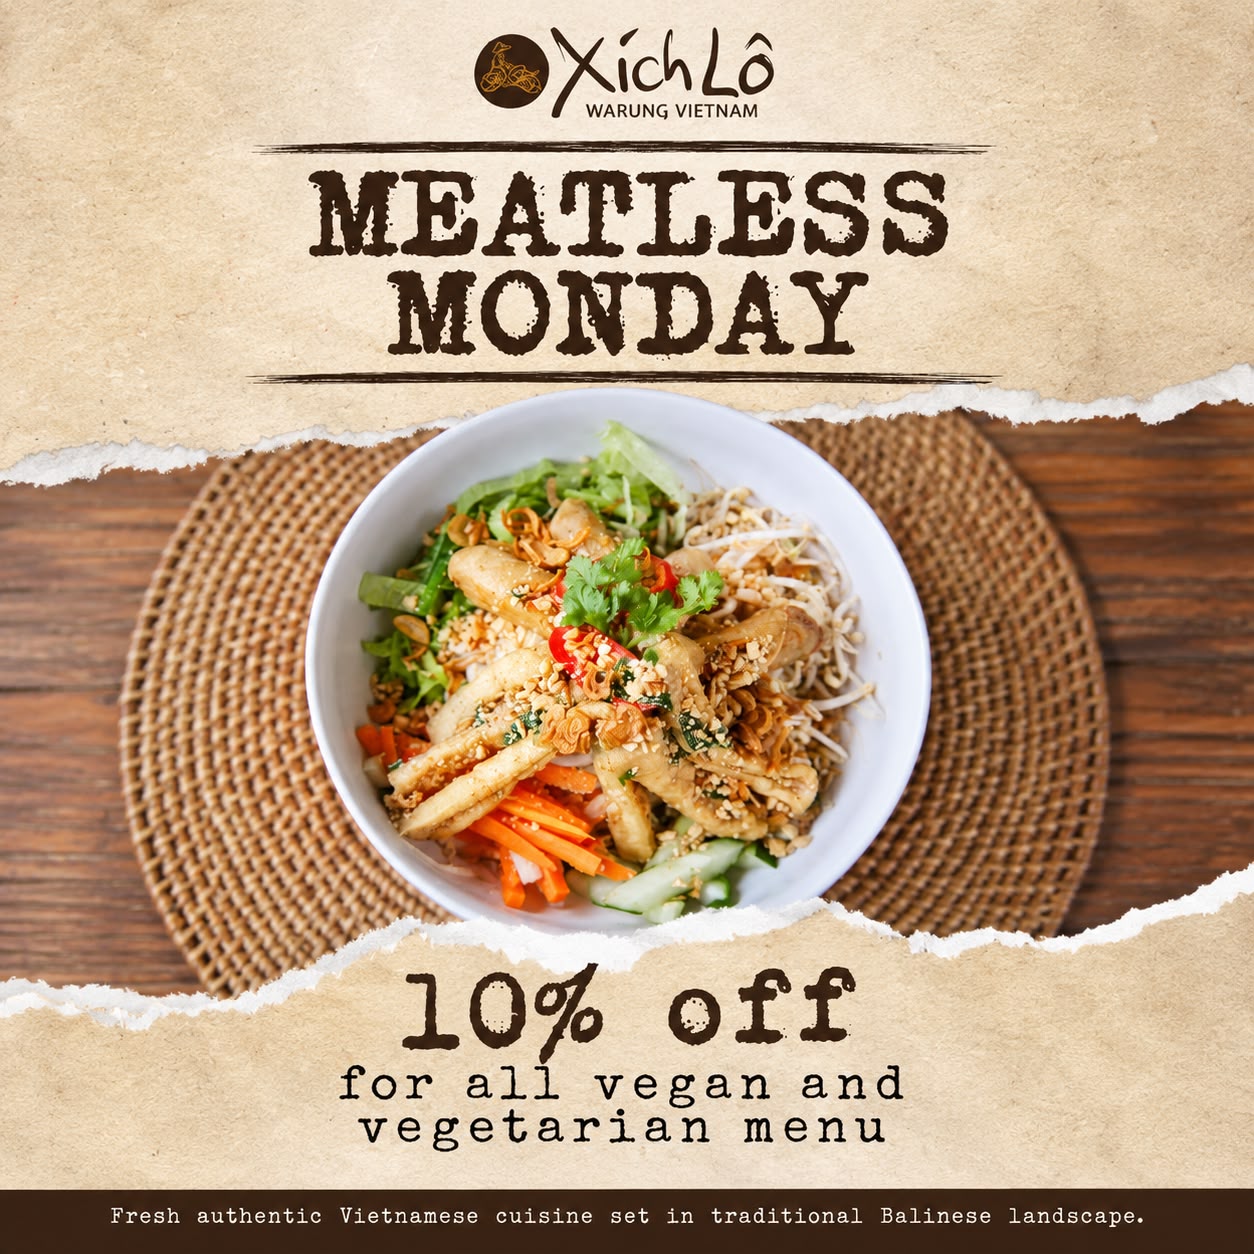 Xích Lô
WARUNG VIETNAM
MEATLESS
MONDAY
10% off
for all vegan and
vegetarian menu
Fresh authentic Vietnamese cuisine set in traditional Balinese landscape.